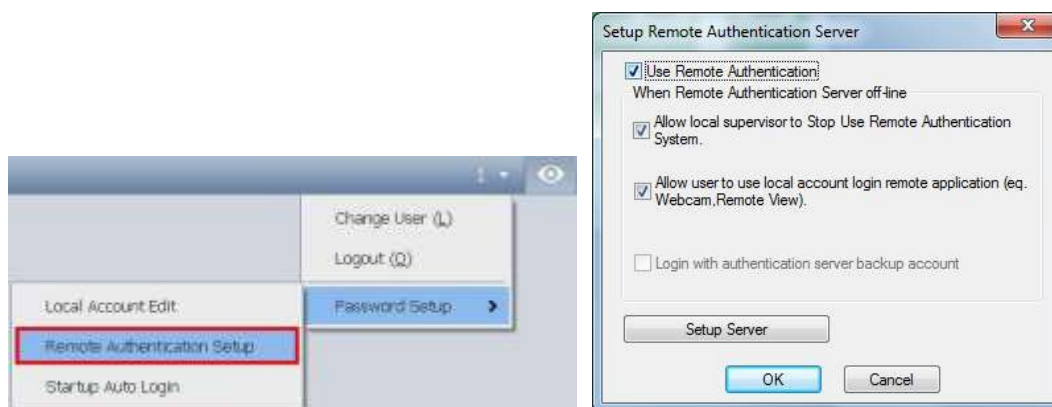 Change User (L)
Logout (Q)
Password Setup
Local Account Edit
Remote Authentication Setup
Startup Auto Login
Setup Remote Authentication Server
Use Remote Authentication
When Remote Authentication Server off-line
Allow local supervisor to Stop Use Remote Authentication
System.
Allow user to use local account login remote application (eq.
Webcam,Remote View).
Login with authentication server backup account
Setup Server
OK
Cancel